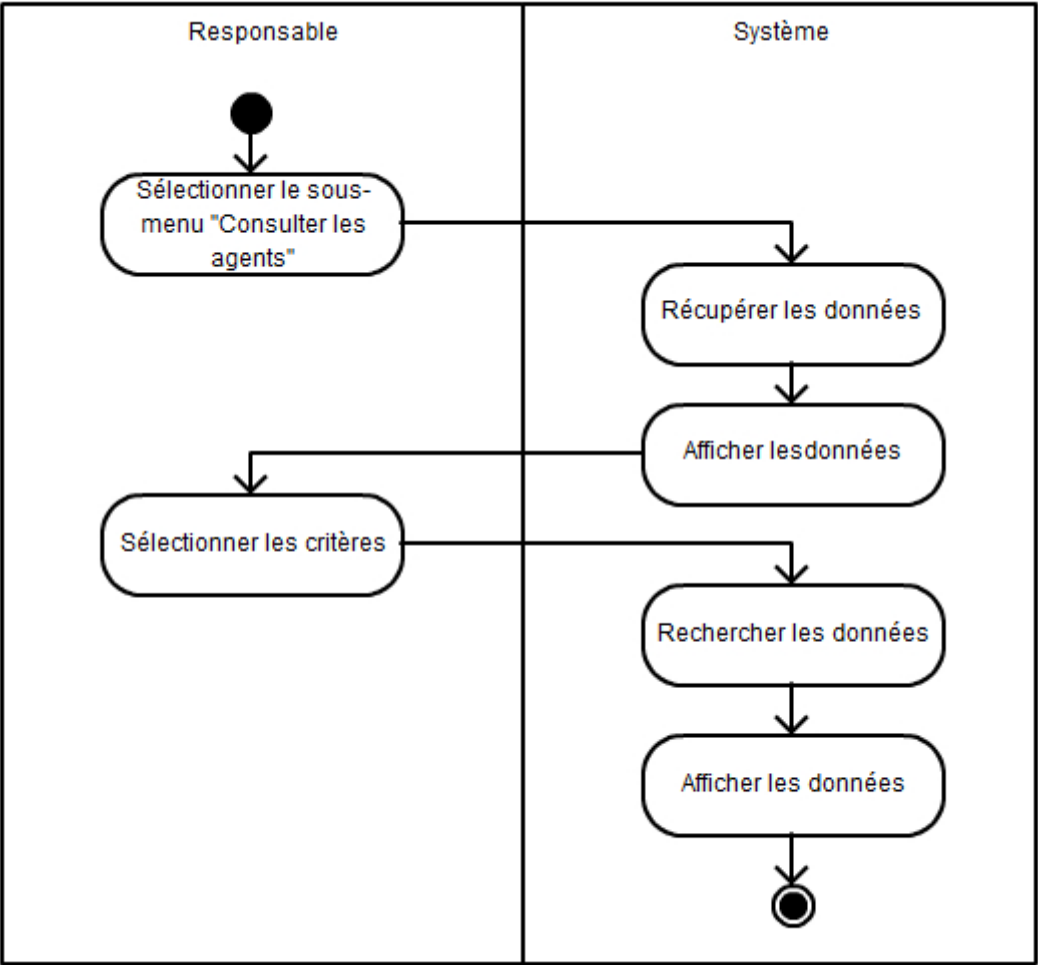 Responsable
Système
Sélectionner le sous-
menu "Consulter les
agents"
Récupérer les données
Afficher lesdonnées
Sélectionner les critères
Rechercher les données
Afficher les données